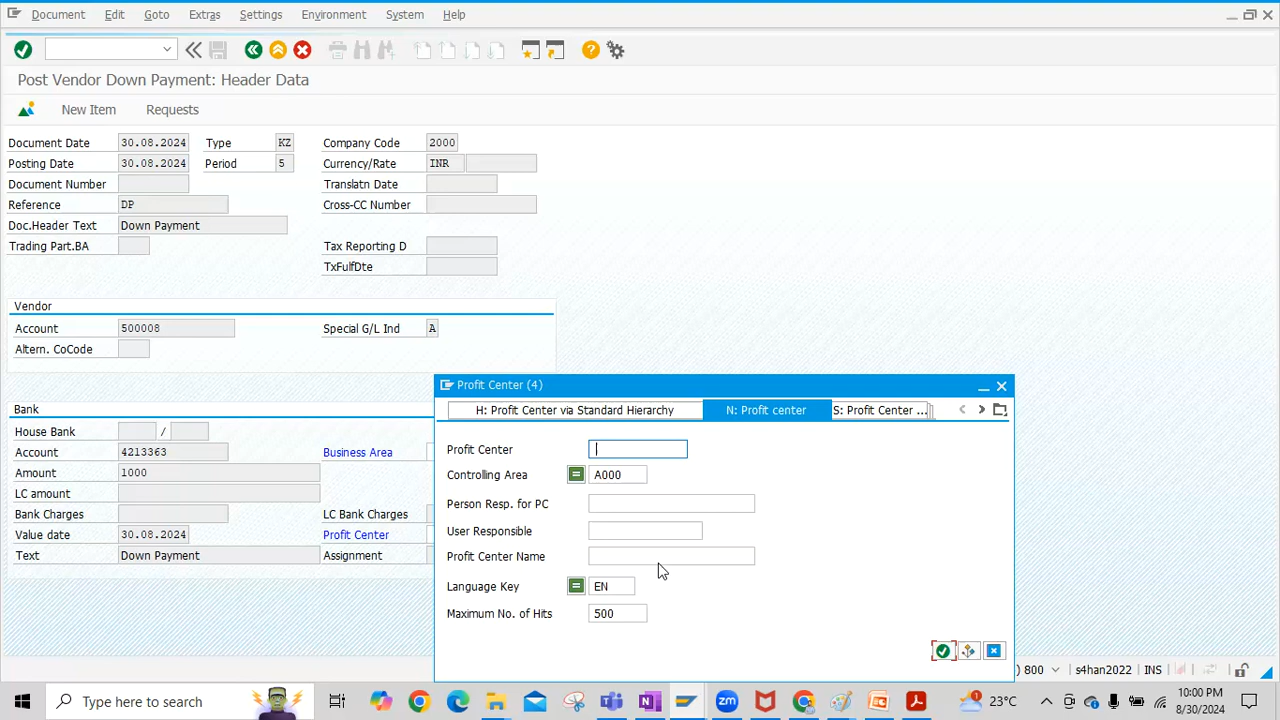 Document Edit Goto Extras Settings Environment System Help
Post Vendor Down Payment: Header Data
New Item Requests
Document Date 30.08.2024 Type KZ Company Code 2000
Posting Date 30.08.2024 Period 5 Currency/Rate INR
Document Number Translatn Date
Reference DP Cross-CC Number
Doc.Header Text Down Payment
Trading Part.BA Tax Reporting D
TxFulfDte
Vendor
Account 500008 Special G/L Ind A
Altern. CoCode
Bank
House Bank /
Account 4213363 Business Area
Amount 1000
LC amount
Bank Charges LC Bank Charges
Value date 30.08.2024 Profit Center
Text Down Payment Assignment
Profit Center (4)
H: Profit Center via Standard Hierarchy N: Profit center S: Profit Center ...
Profit Center
Controlling Area A000
Person Resp. for PC
User Responsible
Profit Center Name
Language Key EN
Maximum No. of Hits 500
) 800 s4han2022 INS
Type here to search 23°C 10:00 PM
8/30/2024